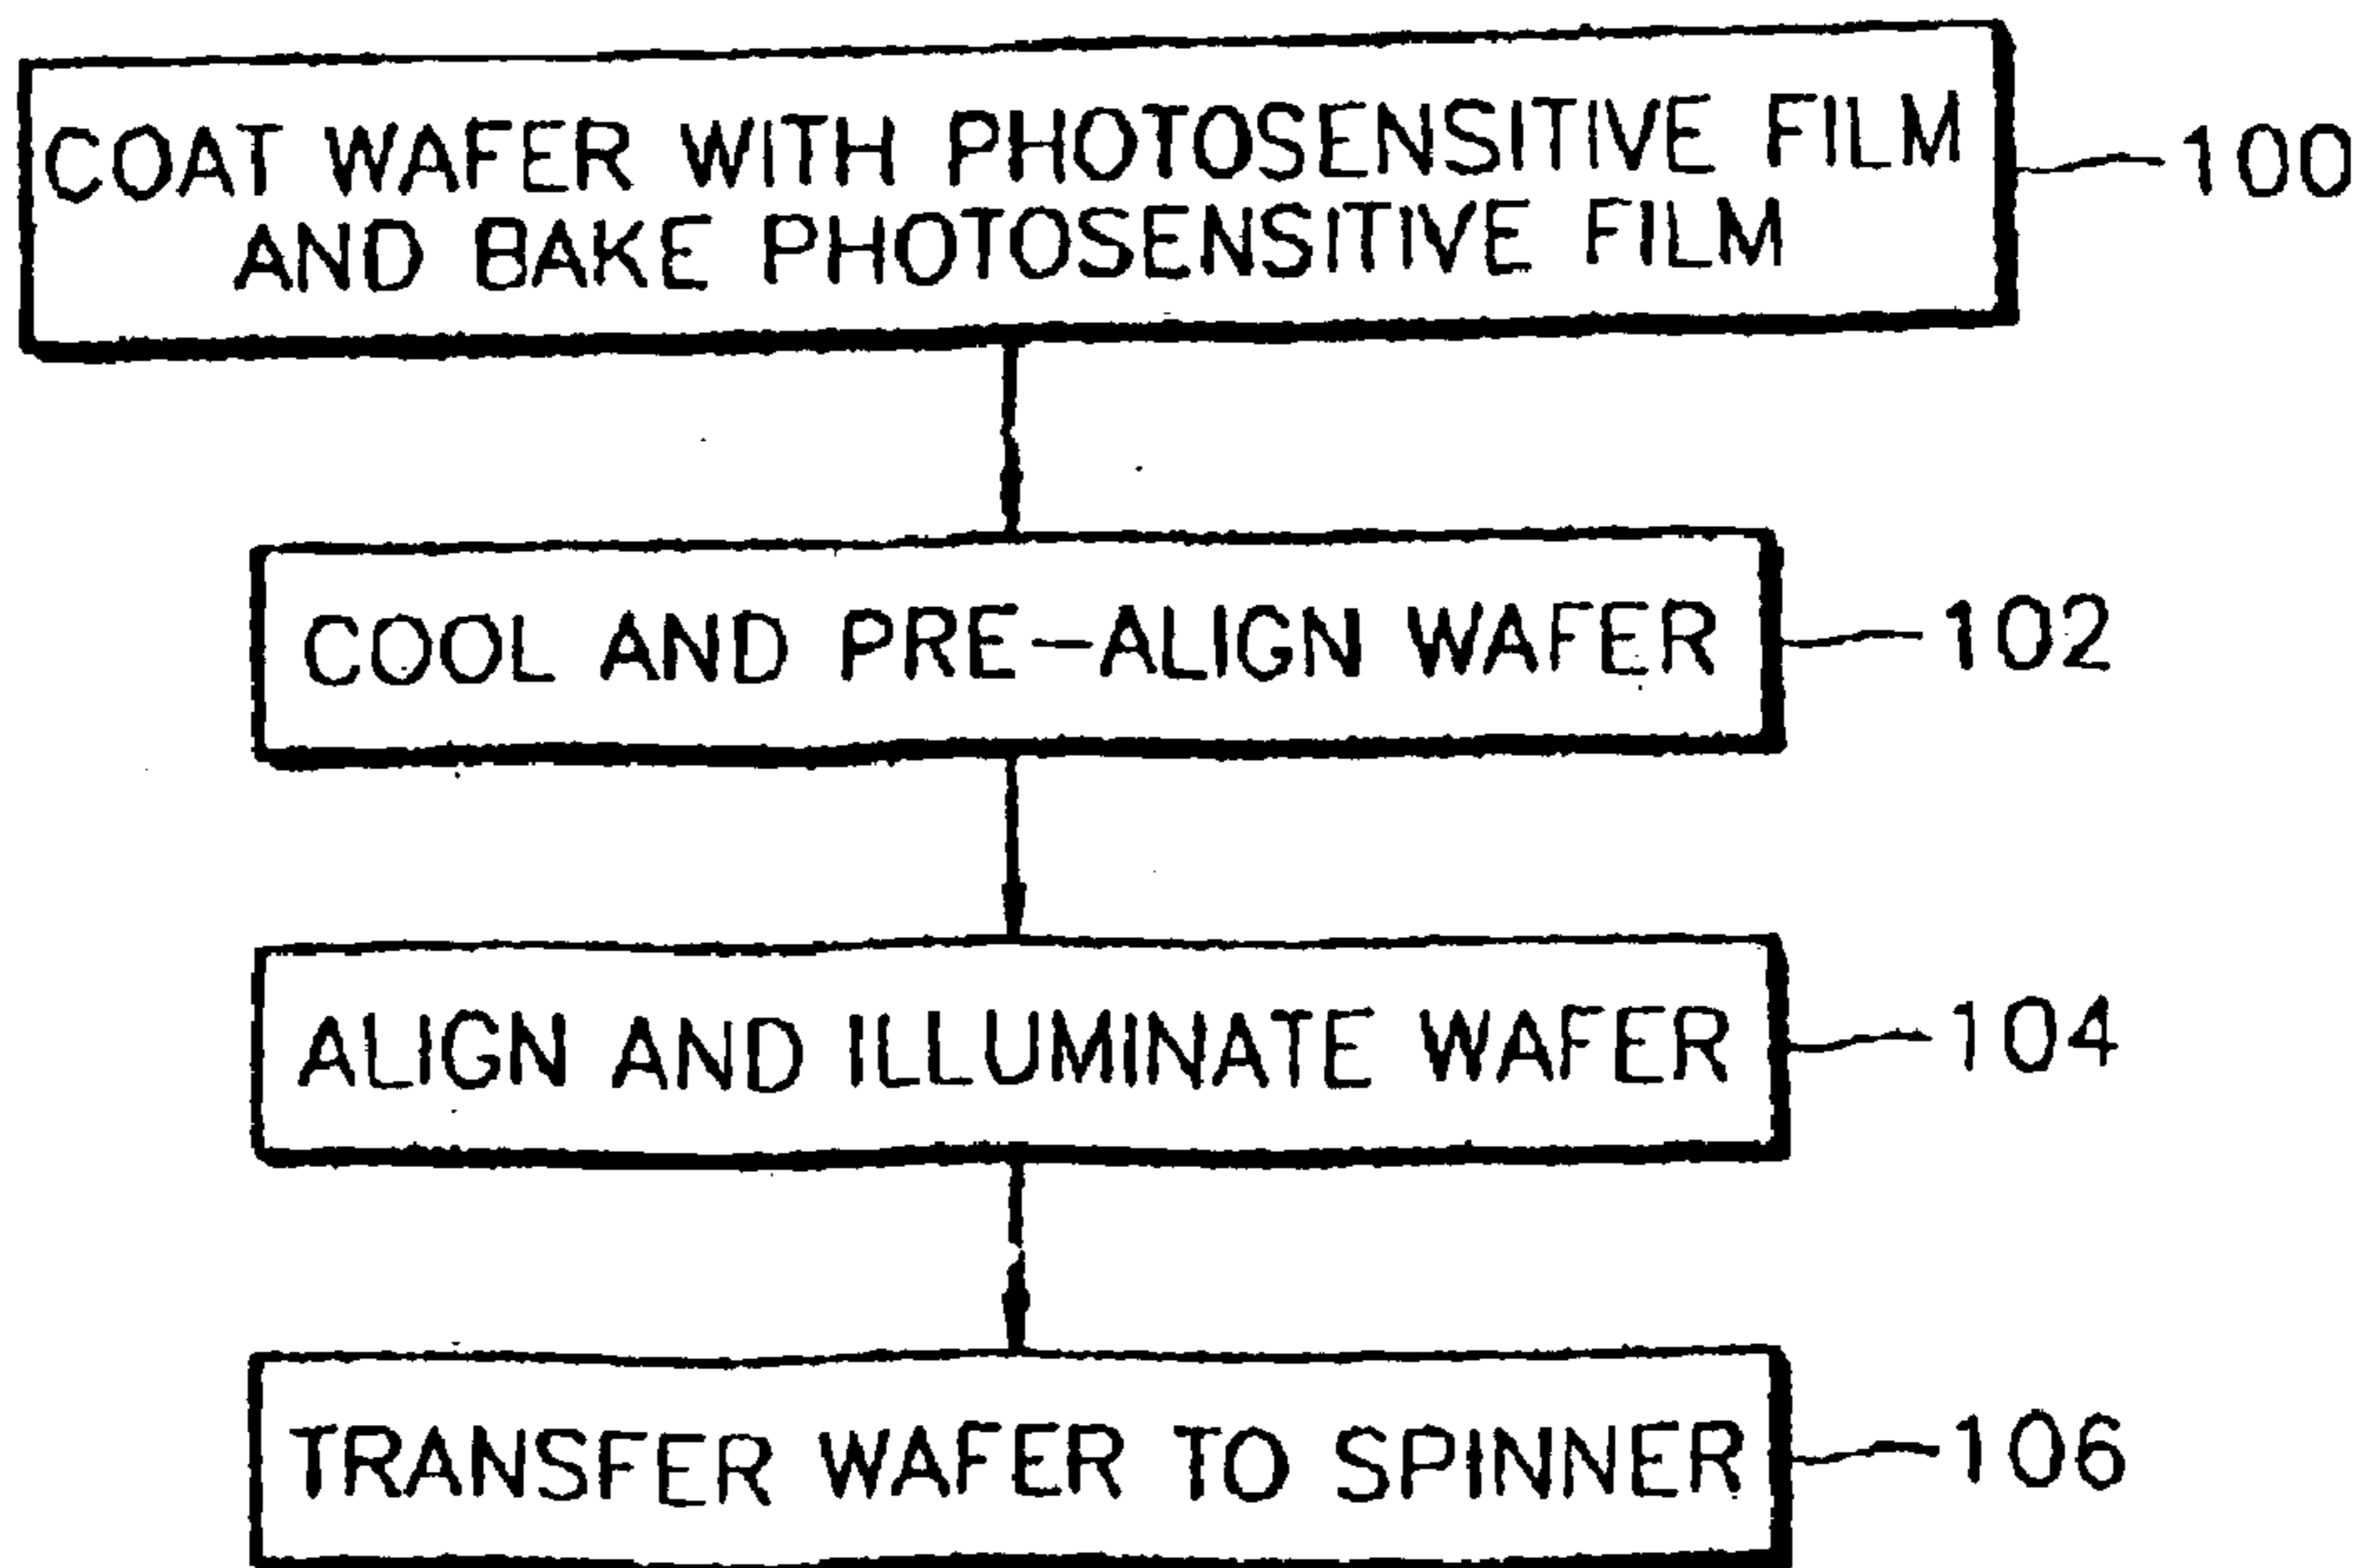 COAT WAFER WITH PHOTOSENSITIVE FILM
AND BAKE PHOTOSENSITIVE FILM
100
COOL AND PRE-ALIGN WAFER
102
ALIGN AND ILLUMINATE WAFER
104
TRANSFER WAFER TO SPINNER
106